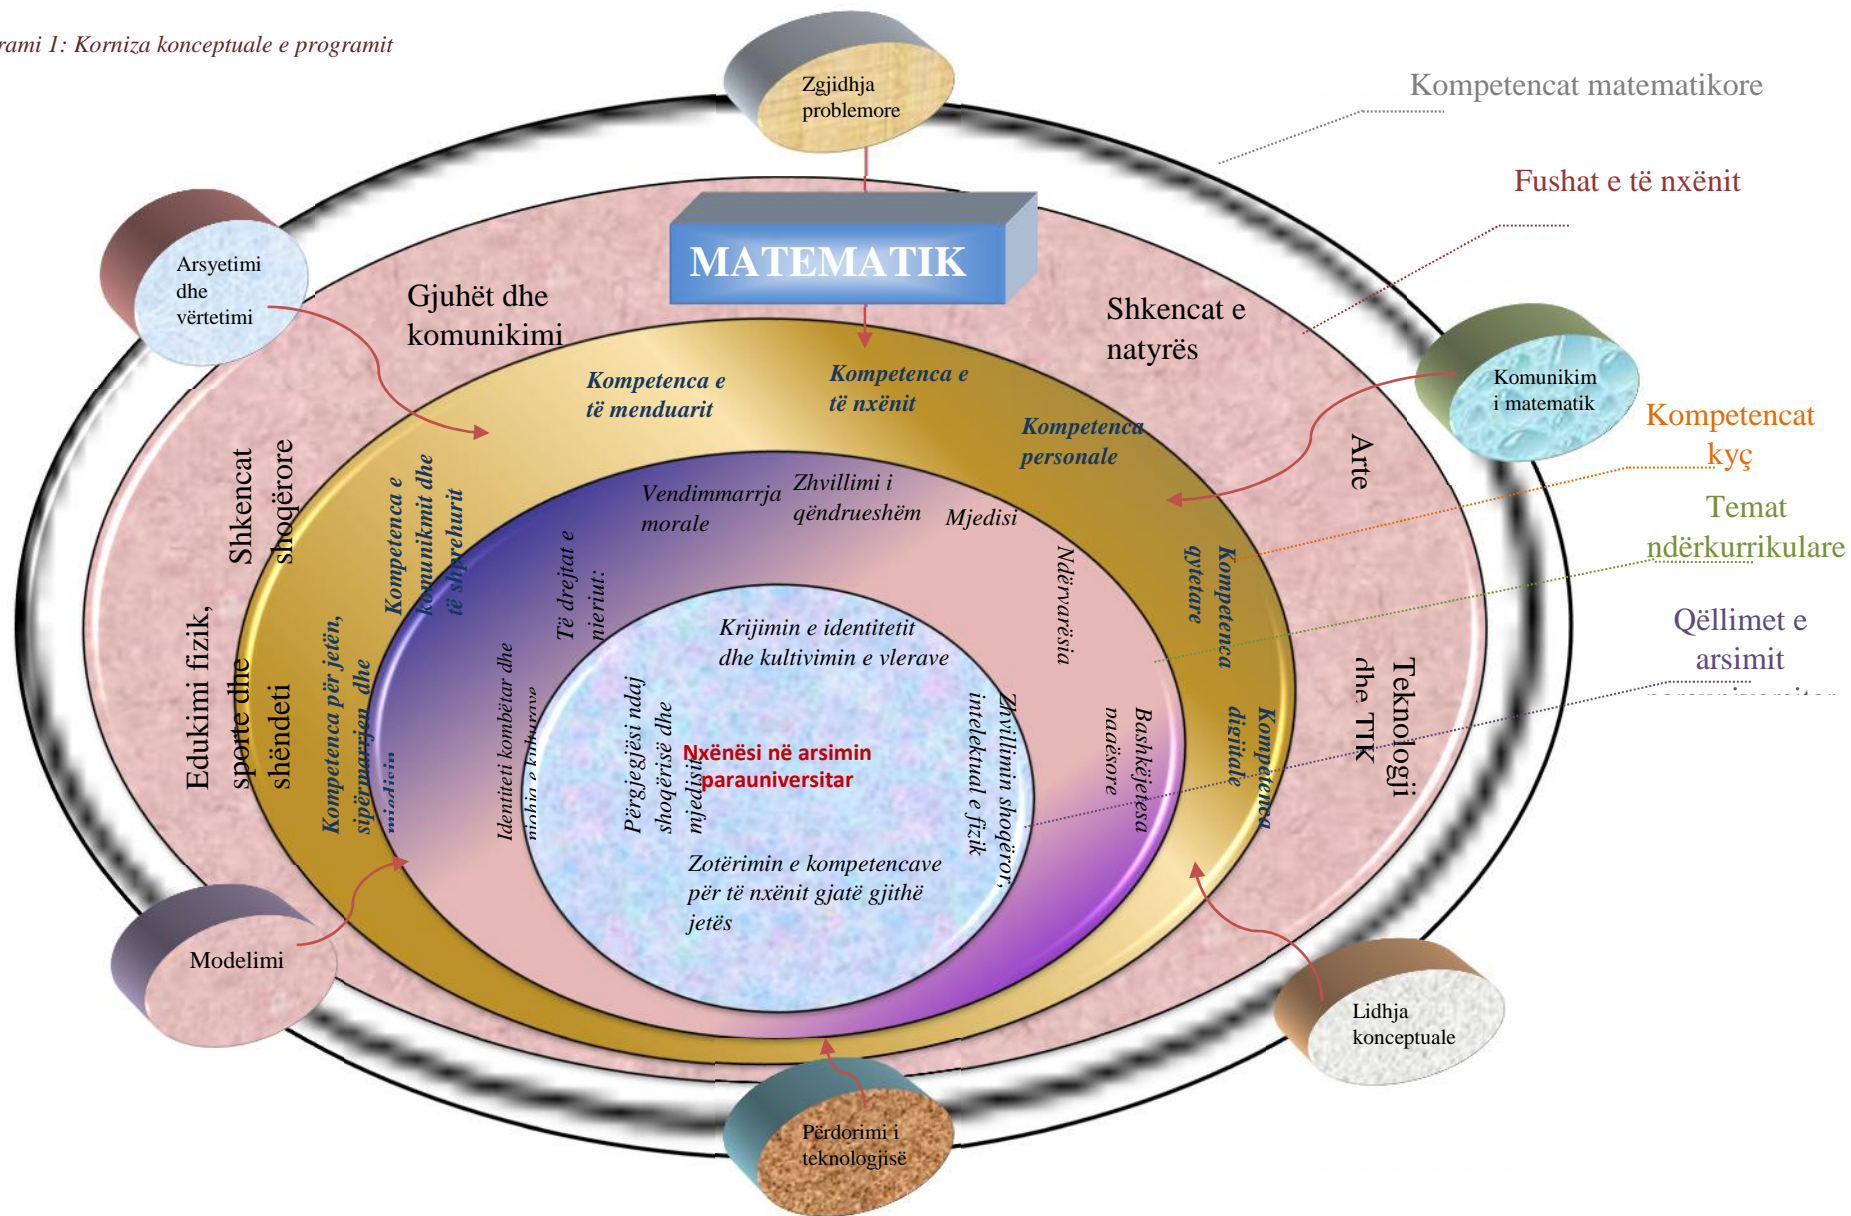 rami 1: Korniza konceptuale e programit
Zgjidhja
problemore
Kompetencat matematikore
Fushat e të nxënit
MATEMATIK
Arsyetimi
dhe
vërtetimi
Gjuhët dhe
komunikimi
Shkencat e
natyrës
Komunikim
i matematik
Kompetenca e
të menduarit
Kompetenca e
të nxënit
Kompetenca
personale
Kompetencat
kyç
Arte
Shkencat
shoqërore
Kompetenca e
komunikmit dhe
të shprehurit
Vendimmarrja
morale
Zhvillimi i
qëndrueshëm
Mjedisi
Temat
ndërkurrikulare
Të drejtat e
njeriut:
Ndërvarësia
Kompetenca
qytetare
Qëllimet e
arsimit
Edukimi fizik,
sporte dhe
shëndeti
Kompetenca për jetën,
sipërmarrjen dhe
mjedisin
Identiteti kombëtar dhe
Krijimin e identitetit
dhe kultivimin e vlerave
Përgjegjësi ndaj
shoqërisë dhe
mjedisit
Nxënësi në arsimin
parauniversitar
Zhvillimin shoqëror,
intelektual e fizik
Bashkëjetesa
paqësore
Kompetenca
digjitale
Teknologji
dhe TIK
Zotërimin e kompetencave
për të nxënit gjatë gjithë
jetës
Modelimi
Lidhja
konceptuale
Përdorimi i
teknologjisë